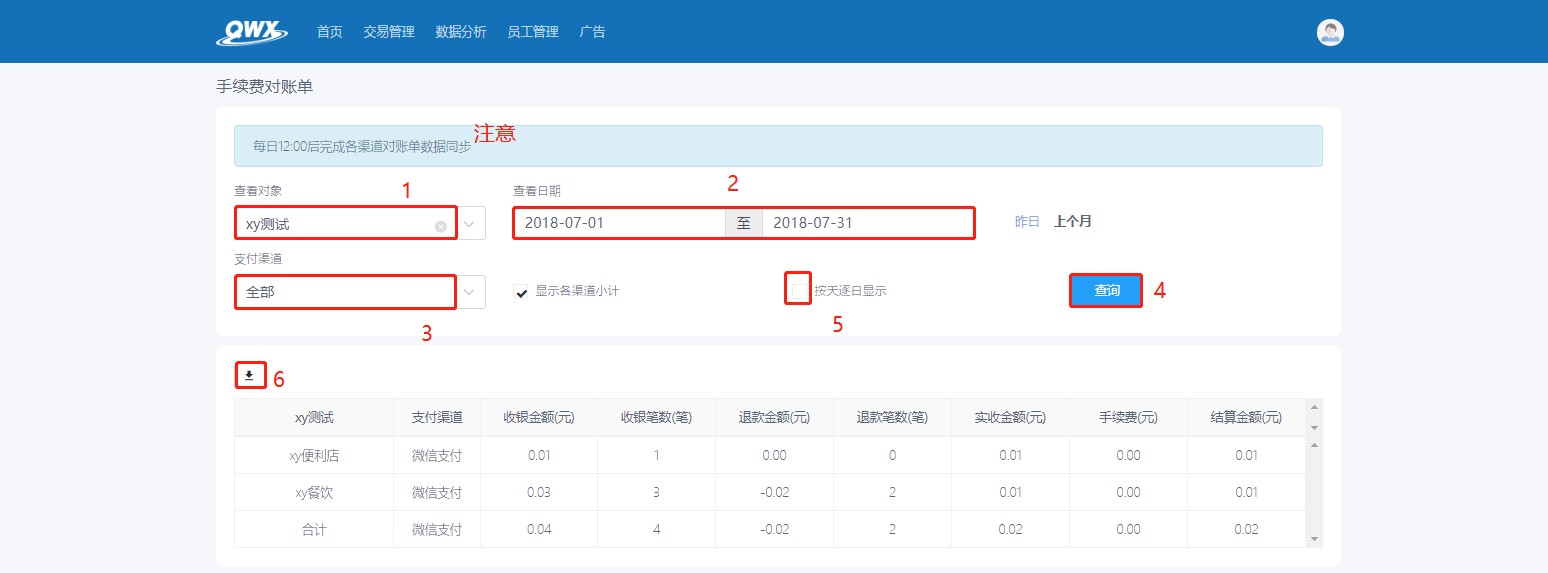 QWX 首页 交易管理 数据分析 员工管理 广告
手续费对账单
每日12:00后完成各渠道对账单数据同步 注意
查看对象 1 查看日期 2
xy测试 2018-07-01 至 2018-07-31 昨日 上个月
支付渠道
全部 显示各渠道小计 按天逐日显示 查询 4
3 5
6
xy测试 支付渠道 收银金额(元) 收银笔数(笔) 退款金额(元) 退款笔数(笔) 实收金额(元) 手续费(元) 结算金额(元)
xy便利店 微信支付 0.01 1 0.00 0 0.01 0.00 0.01
xy餐饮 微信支付 0.03 3 -0.02 2 0.01 0.00 0.01
合计 微信支付 0.04 4 -0.02 2 0.02 0.00 0.02